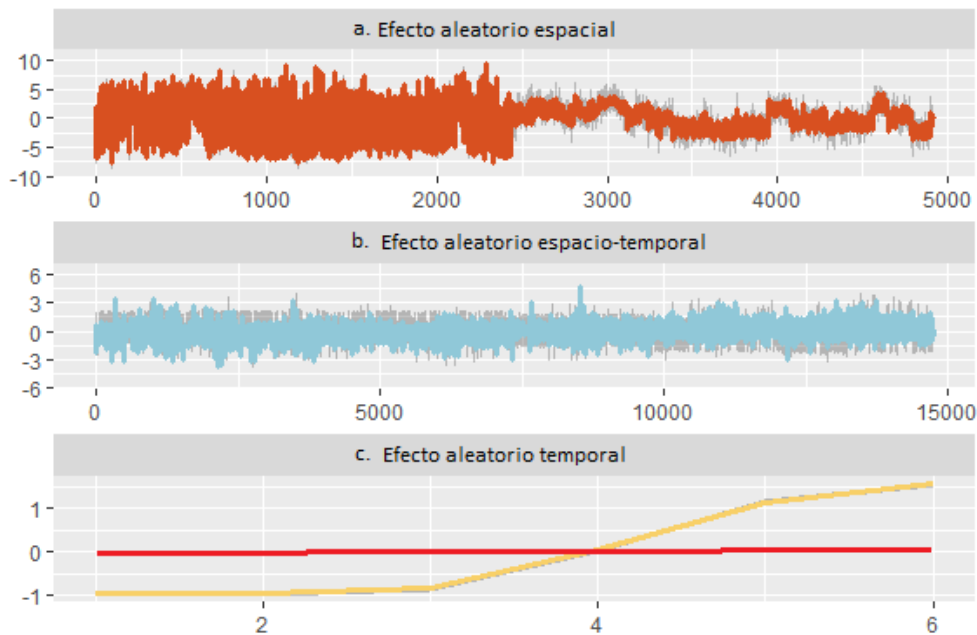 a. Efecto aleatorio espacial
10
5
0
-5
-10
0 1000 2000 3000 4000 5000
b. Efecto aleatorio espacio-temporal
6
3
0
-3
-6
0 5000 10000 15000
c. Efecto aleatorio temporal
1
0
-1
2 4 6